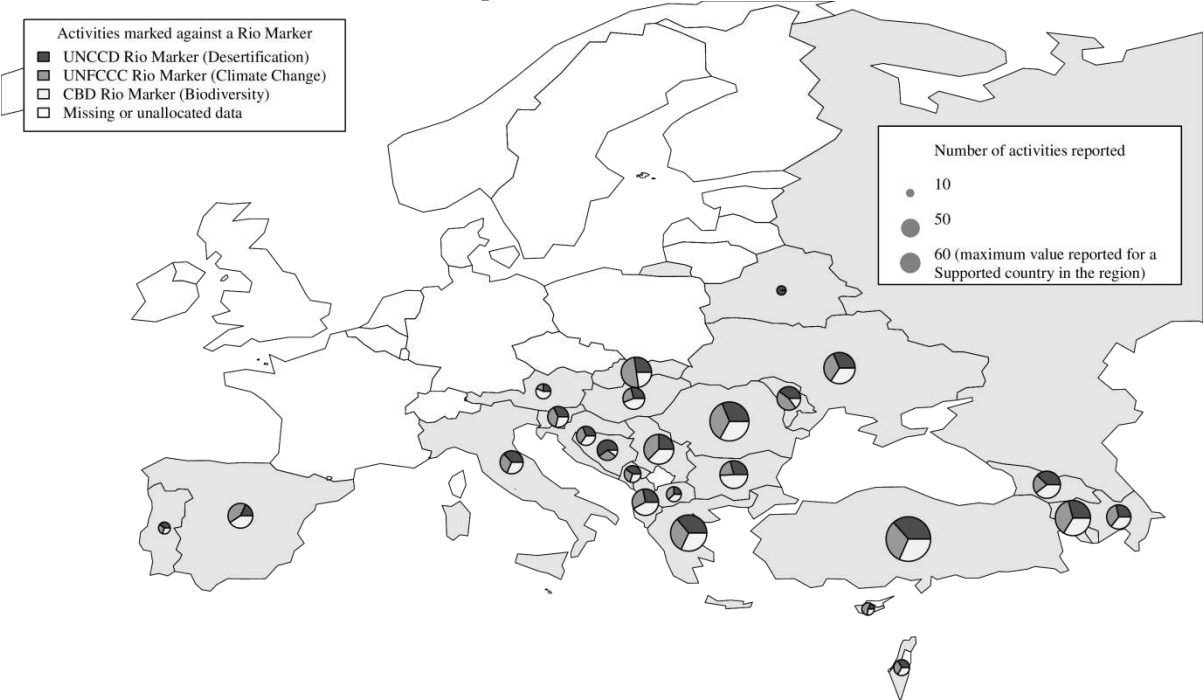 Activities marked against a Rio Marker
UNCCD Rio Marker (Desertification)
UNFCCC Rio Marker (Climate Change)
CBD Rio Marker (Biodiversity)
Missing or unallocated data
Number of activities reported
10
50
60 (maximum value reported for a
Supported country in the region)